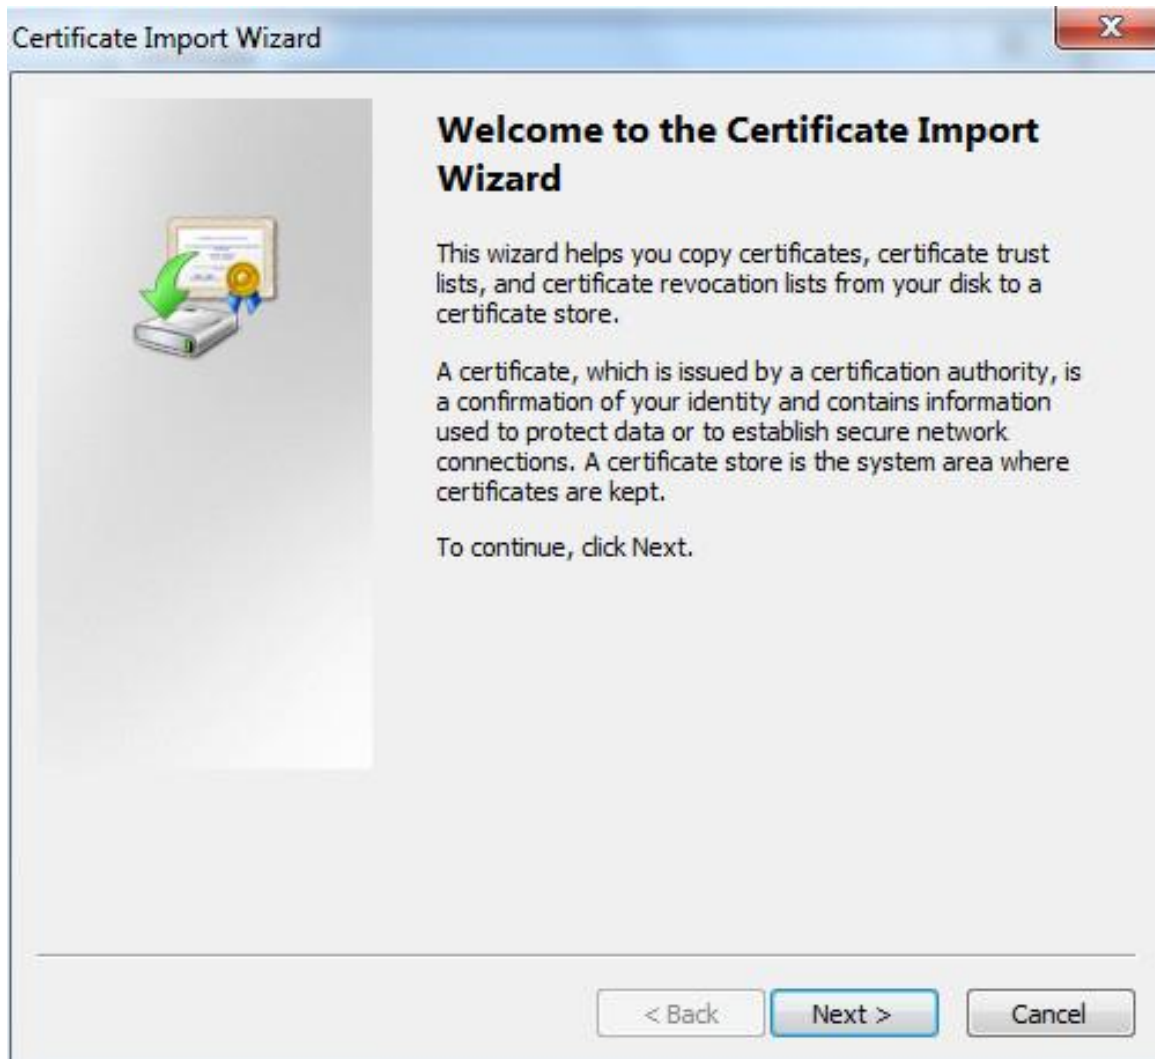 Certificate Import Wizard
X
Welcome to the Certificate Import
Wizard
This wizard helps you copy certificates, certificate trust
lists, and certificate revocation lists from your disk to a
certificate store.
A certificate, which is issued by a certification authority, is
a confirmation of your identity and contains information
used to protect data or to establish secure network
connections. A certificate store is the system area where
certificates are kept.
To continue, click Next.
< Back Next > Cancel